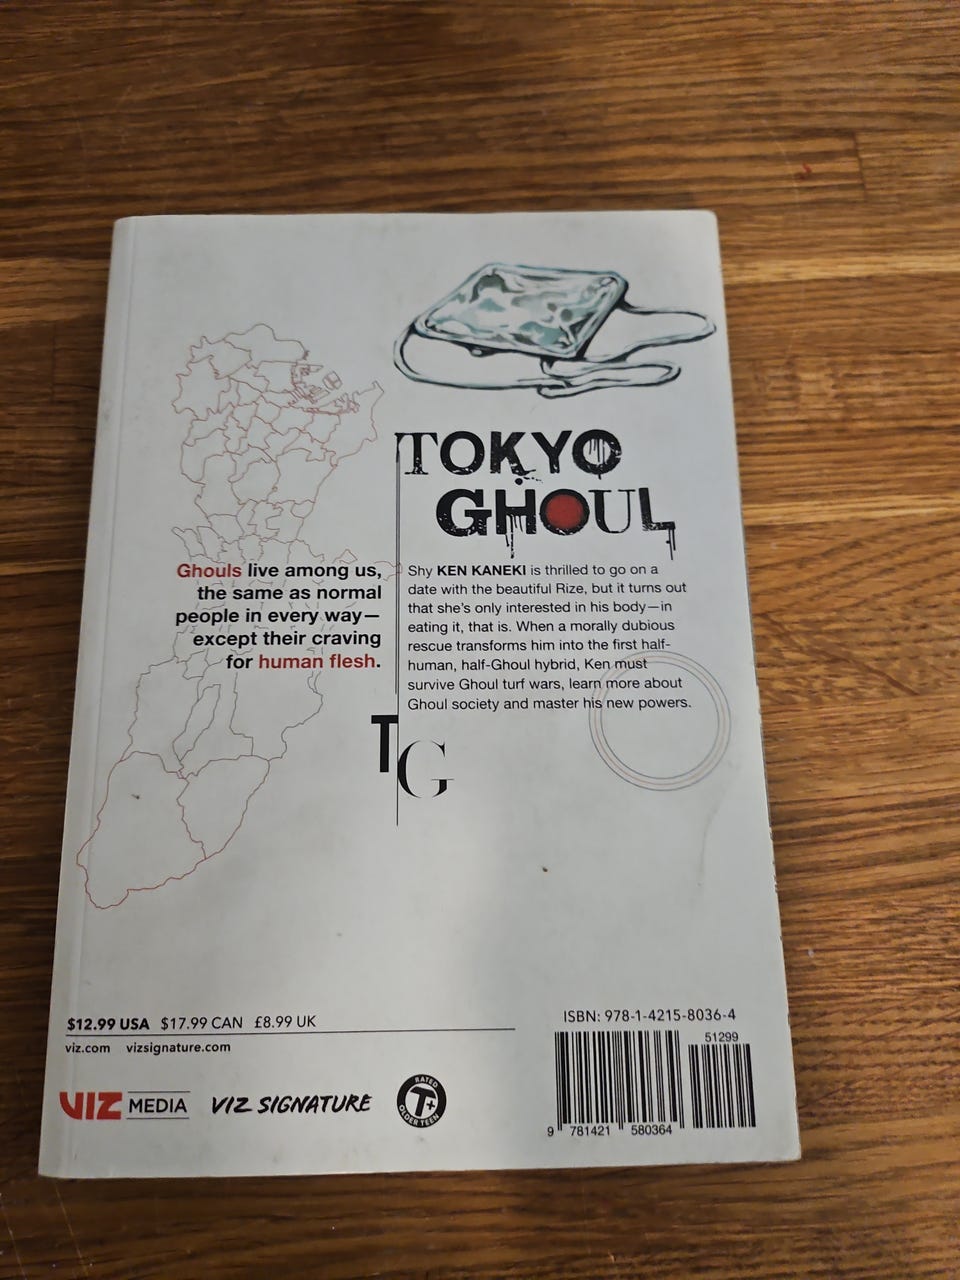 TOKYO
GHOUL
Ghouls live among us,
the same as normal
people in every way—
except their craving
for human flesh.
Shy KEN KANEKI is thrilled to go on a
date with the beautiful Rize, but it turns out
that she's only interested in his body—in
eating it, that is. When a morally dubious
rescue transforms him into the first half-
human, half-Ghoul hybrid, Ken must
survive Ghoul turf wars, learn more about
Ghoul society and master his new powers.
TG
$12.99 USA $17.99 CAN £8.99 UK
viz.com vizsignature.com
VIZ MEDIA VIZ SIGNATURE
RATED
T+
OLDER TEEN
ISBN: 978-1-4215-8036-4
51299
9 781421 580364